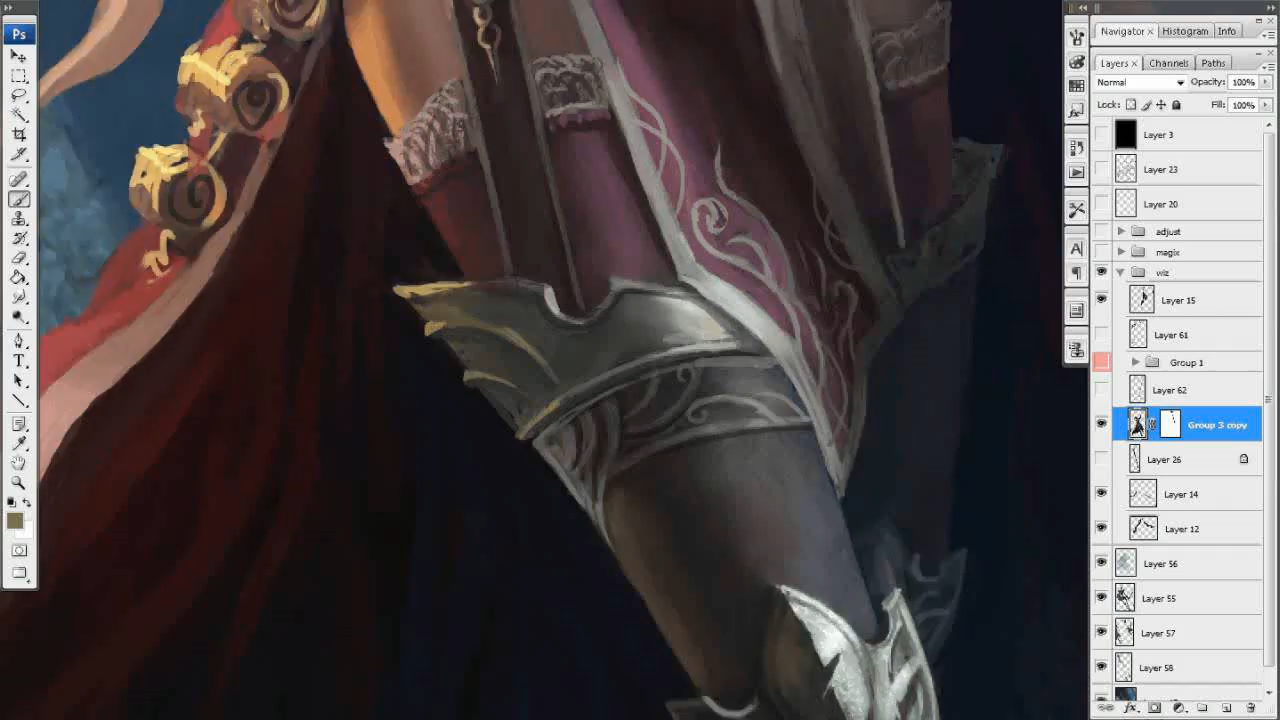 Ps
Navigator × Histogram Info
Layers × Channels Paths
Normal Opacity: 100%
Lock: Fill: 100%
Layer 3
Layer 23
Layer 20
adjust
magix
wiz
Layer 15
Layer 61
Group 1
Layer 62
Group 3 copy
Layer 26
Layer 14
Layer 12
Layer 56
Layer 55
Layer 57
Layer 58